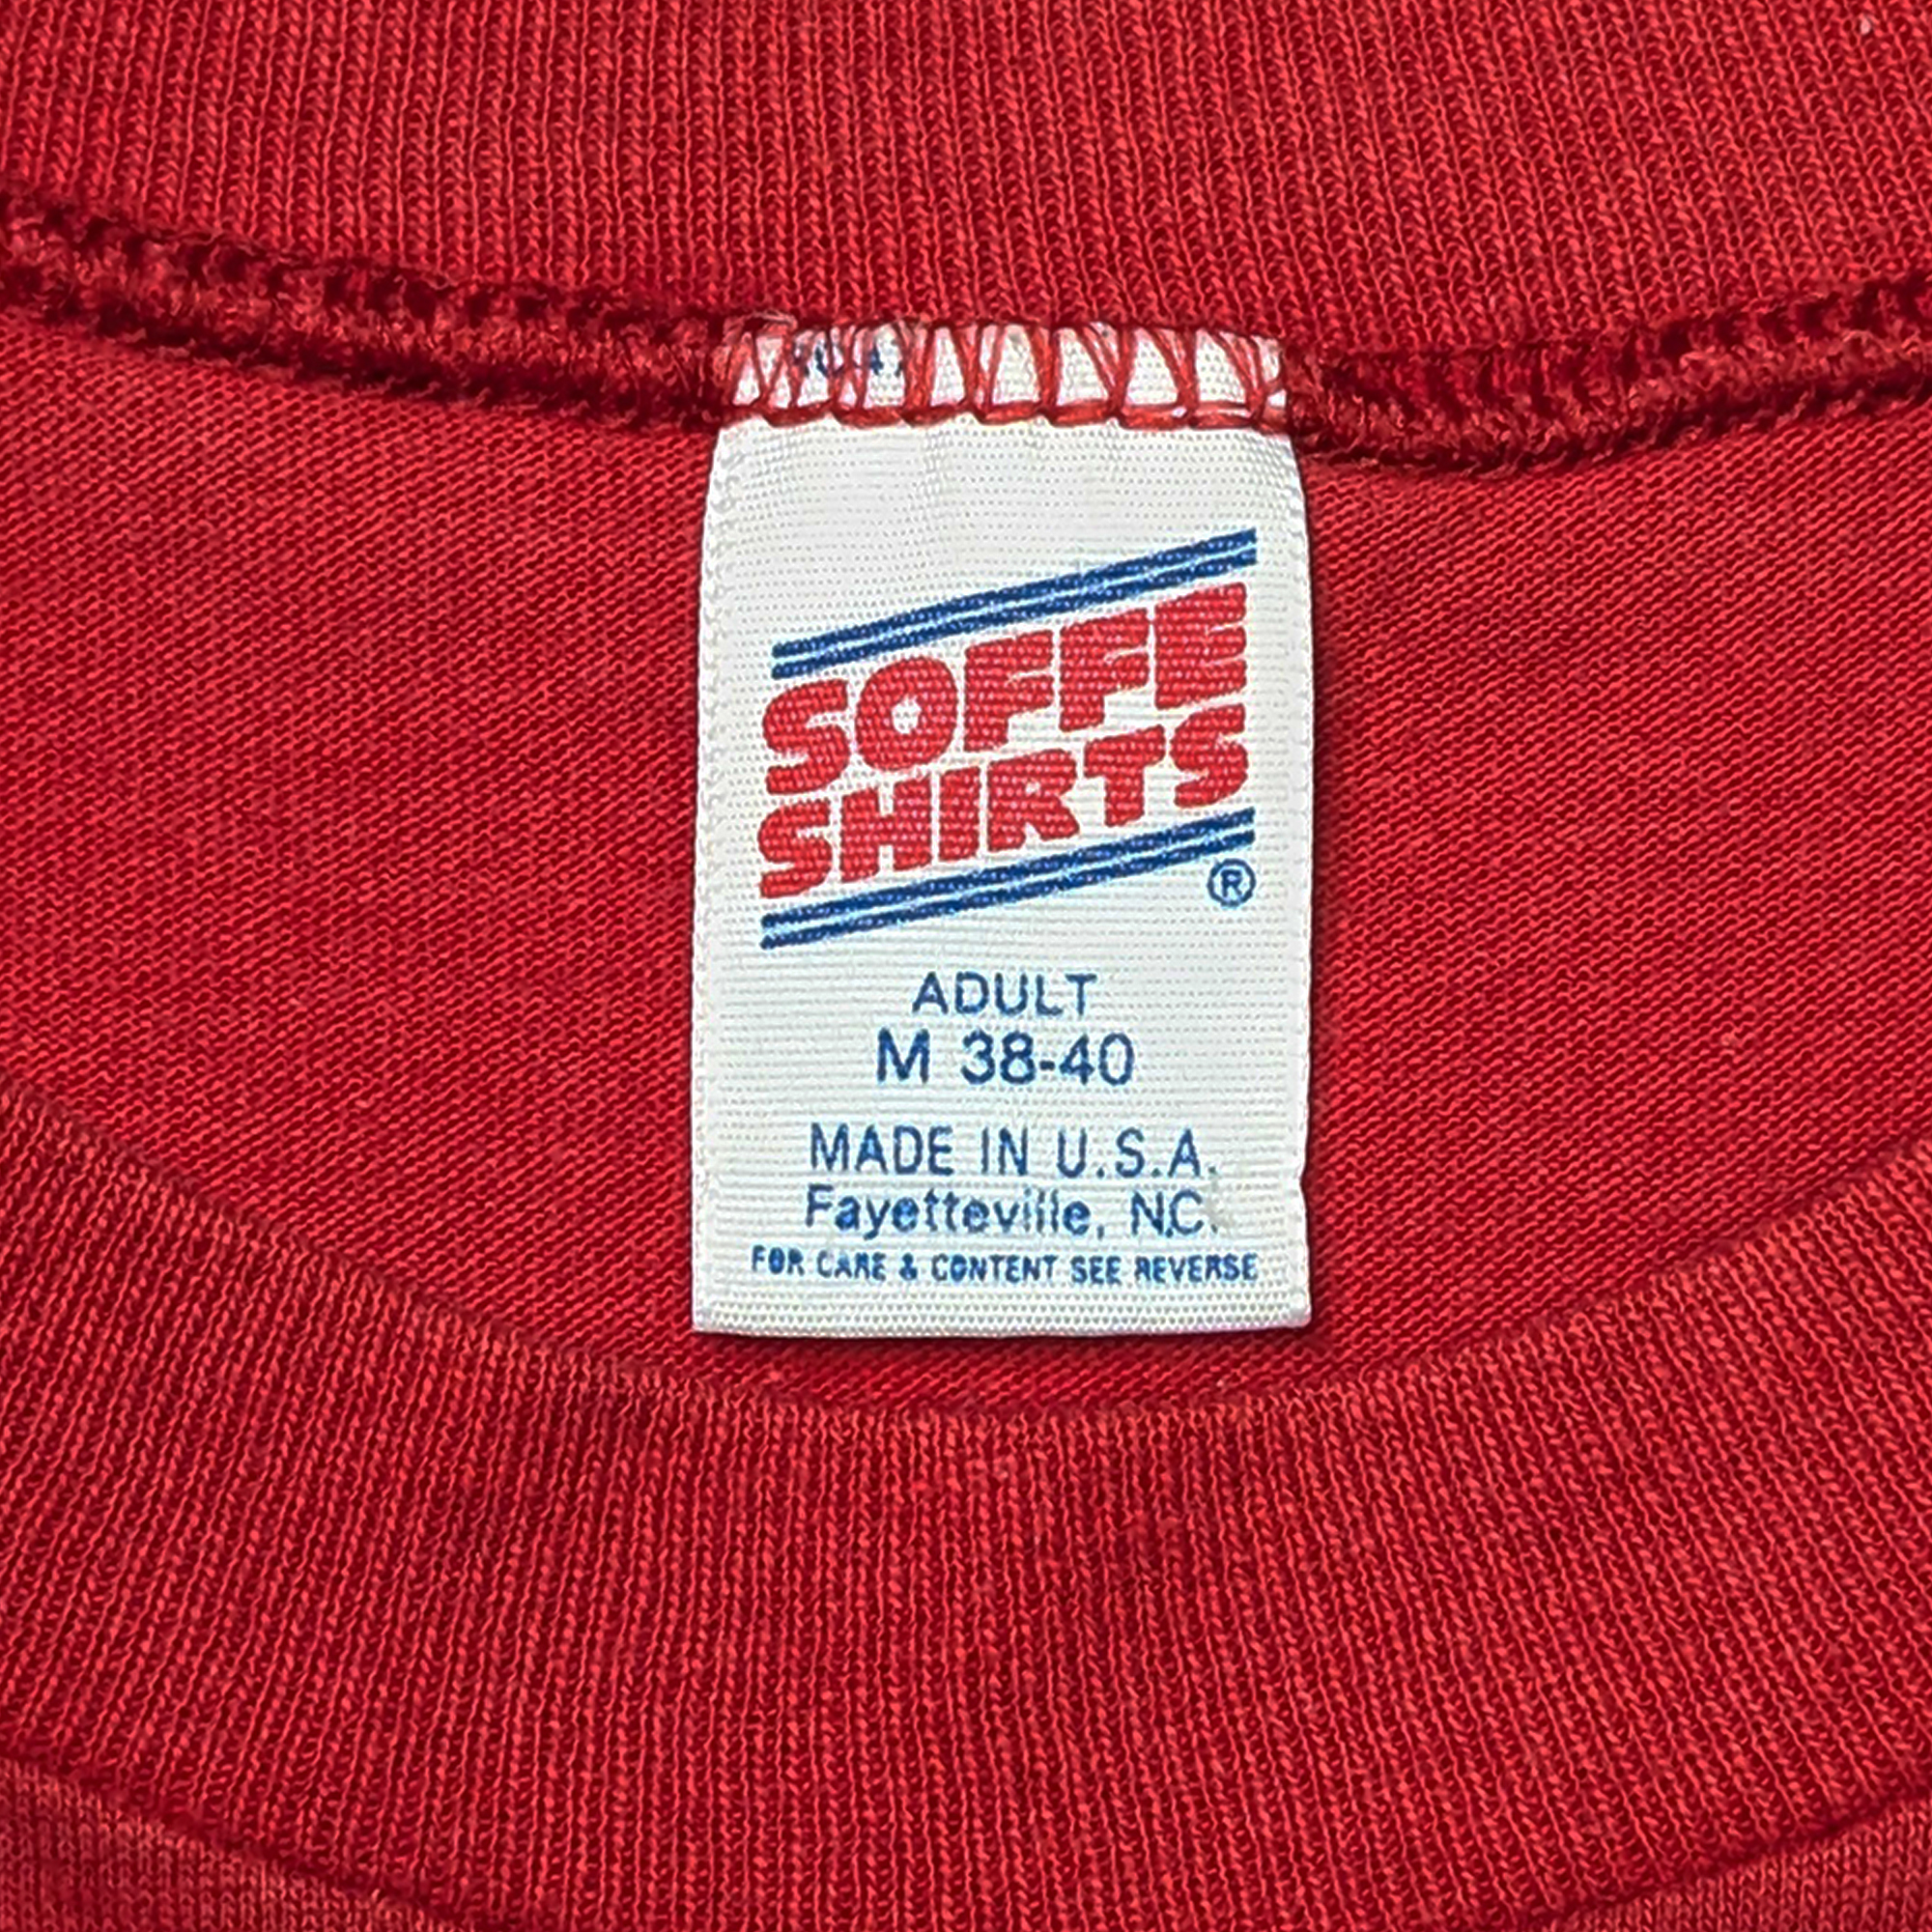 SOFFE
SHIRTS
®
ADULT
M 38-40
MADE IN U.S.A.
Fayetteville, N.C.
FOR CARE & CONTENT SEE REVERSE